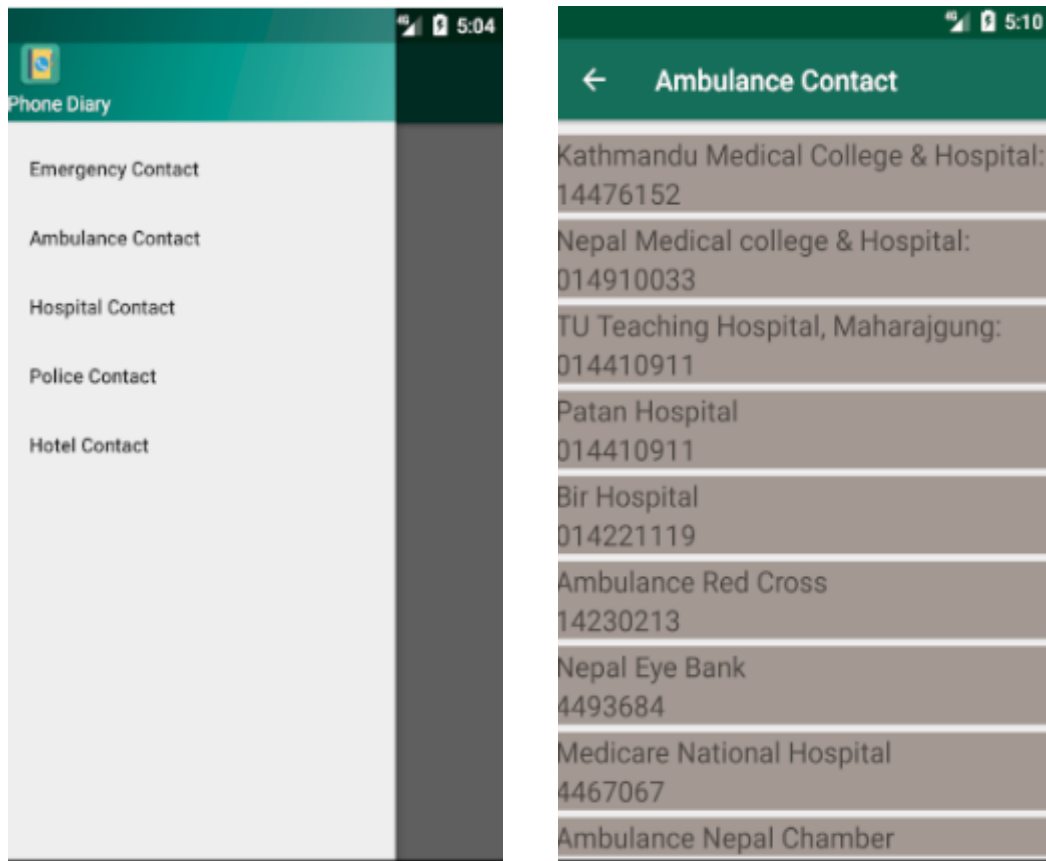 4G 5:04
Phone Diary
Emergency Contact
Ambulance Contact
Hospital Contact
Police Contact
Hotel Contact
4G 5:10
Ambulance Contact
Kathmandu Medical College & Hospital:
14476152
Nepal Medical college & Hospital:
014910033
TU Teaching Hospital, Maharajgung:
014410911
Patan Hospital
014410911
Bir Hospital
014221119
Ambulance Red Cross
14230213
Nepal Eye Bank
4493684
Medicare National Hospital
4467067
Ambulance Nepal Chamber